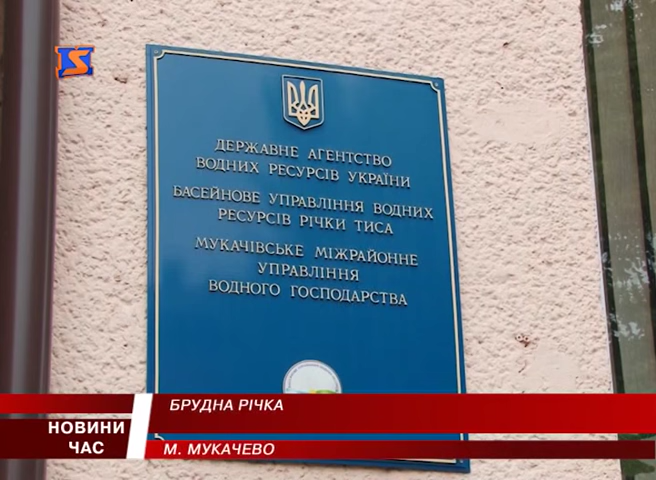 ДЕРЖАВНЕ АГЕНТСТВО
ВОДНИХ РЕСУРСІВ УКРАЇНИ
БАСЕЙНОВЕ УПРАВЛІННЯ ВОДНИХ
РЕСУРСІВ РІЧКИ ТИСА
МУКАЧІВСЬКЕ МІЖРАЙОННЕ
УПРАВЛІННЯ
ВОДНОГО ГОСПОДАРСТВА
БРУДНА РІЧКА
НОВИНИ
ЧАС
М. МУКАЧЕВО